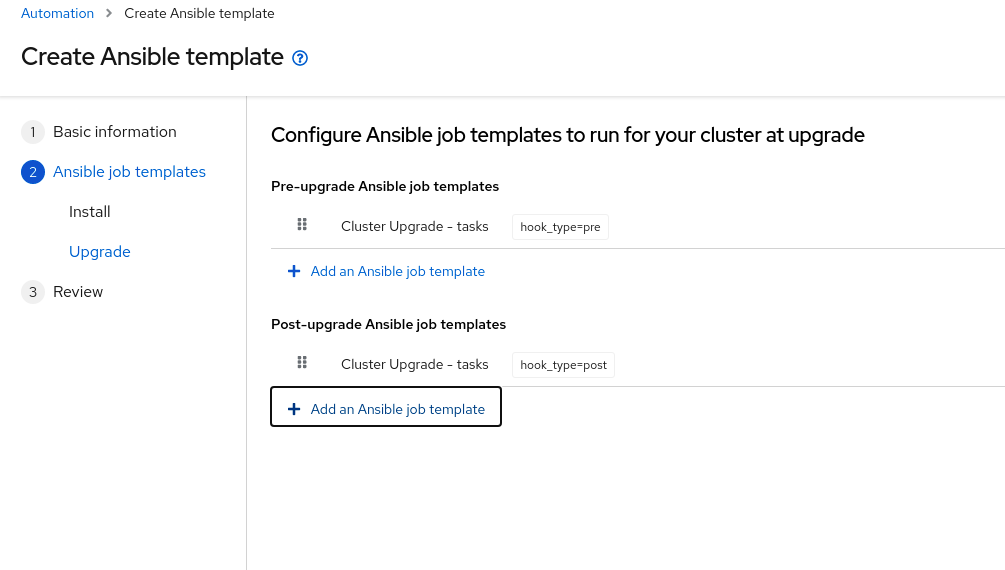 Automation > Create Ansible template
Create Ansible template ?
1 Basic information
2 Ansible job templates
Install
Upgrade
3 Review
Configure Ansible job templates to run for your cluster at upgrade
Pre-upgrade Ansible job templates
Cluster Upgrade - tasks hook_type=pre
+ Add an Ansible job template
Post-upgrade Ansible job templates
Cluster Upgrade - tasks hook_type=post
+ Add an Ansible job template